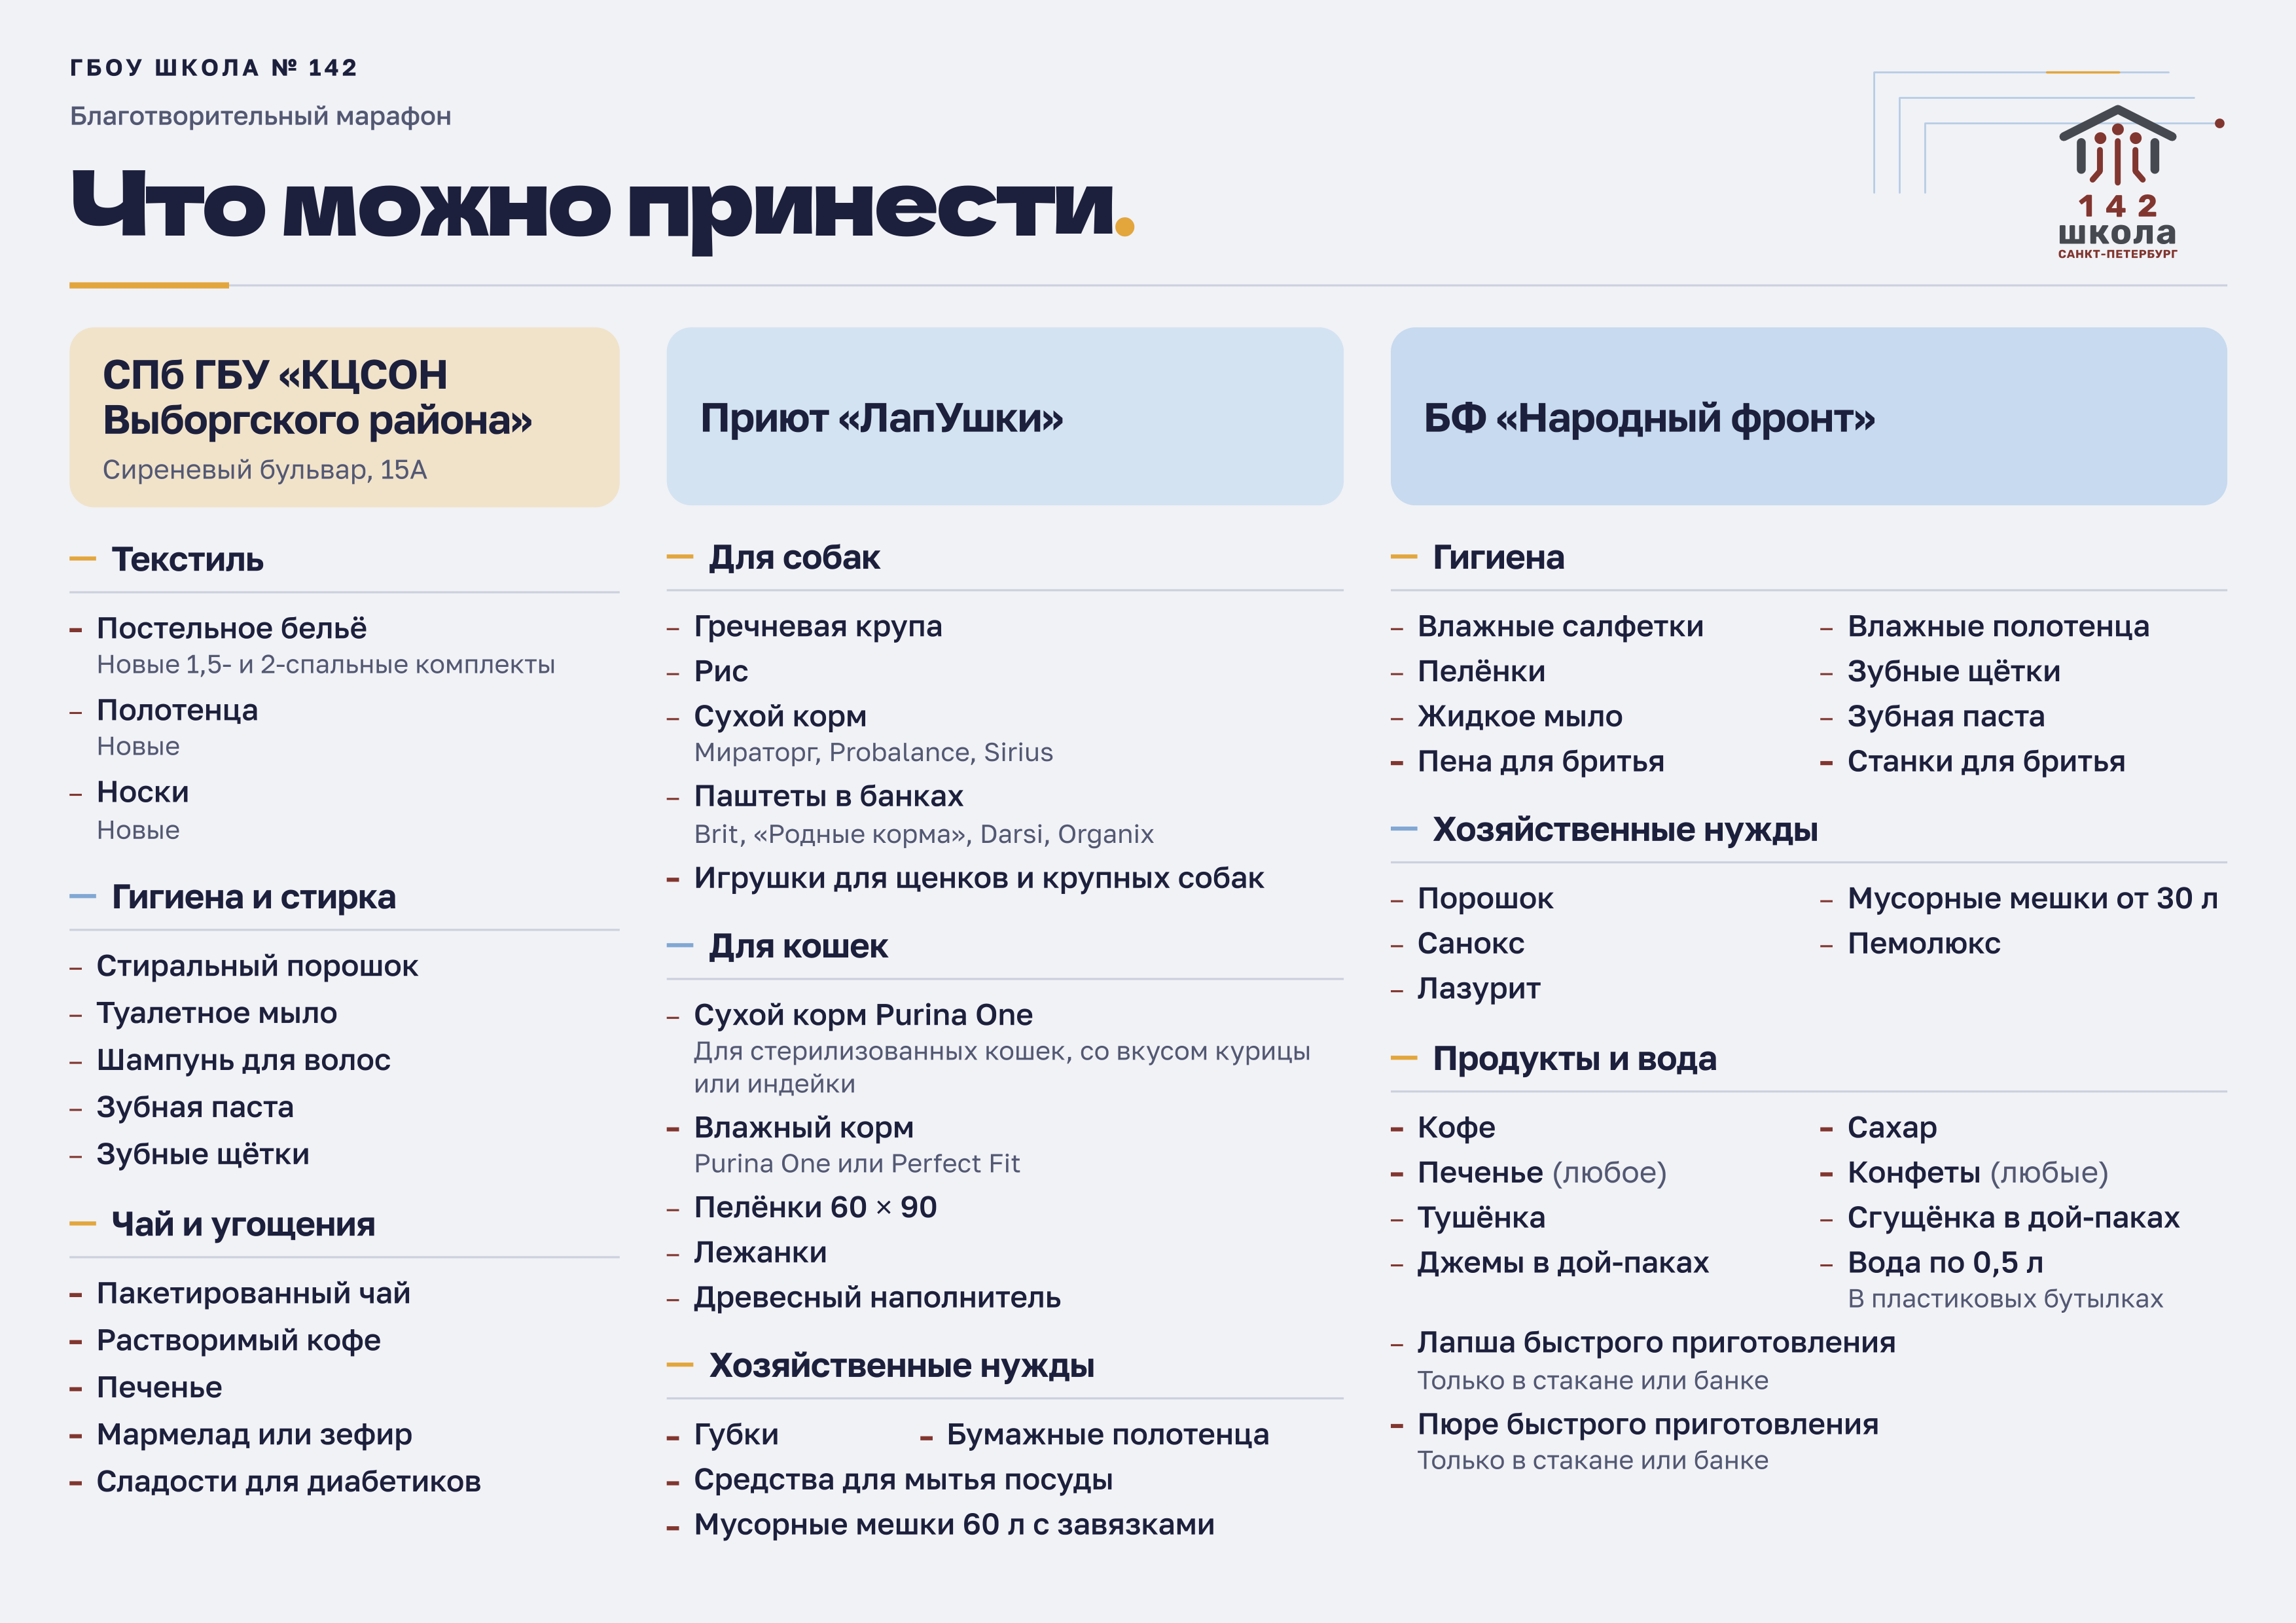 ГБОУ ШКОЛА № 142
Благотворительный марафон
Что можно принести.
142
школа
САНКТ-ПЕТЕРБУРГ
СПб ГБУ «КЦСОН
Выборгского района»
Сиреневый бульвар, 15А
Текстиль
Постельное бельё
Новые 1,5- и 2-спальные комплекты
Полотенца
Новые
Носки
Новые
Гигиена и стирка
Стиральный порошок
Туалетное мыло
Шампунь для волос
Зубная паста
Зубные щётки
Чай и угощения
Пакетированный чай
Растворимый кофе
Печенье
Мармелад или зефир
Сладости для диабетиков
Приют «ЛапУшки»
Для собак
Гречневая крупа
Рис
Сухой корм
Мираторг, Probalance, Sirius
Паштеты в банках
Brit, «Родные корма», Darsi, Organix
Игрушки для щенков и крупных собак
Для кошек
Сухой корм Purina One
Для стерилизованных кошек, со вкусом курицы
или индейки
Влажный корм
Purina One или Perfect Fit
Пелёнки 60 × 90
Лежанки
Древесный наполнитель
Хозяйственные нужды
Губки
Бумажные полотенца
Средства для мытья посуды
Мусорные мешки 60 л с завязками
БФ «Народный фронт»
Гигиена
Влажные салфетки
Влажные полотенца
Пелёнки
Зубные щётки
Жидкое мыло
Зубная паста
Пена для бритья
Станки для бритья
Хозяйственные нужды
Порошок
Мусорные мешки от 30 л
Санокс
Пемолюкс
Лазурит
Продукты и вода
Кофе
Сахар
Печенье (любое)
Конфеты (любые)
Тушёнка
Сгущёнка в дой-паках
Джемы в дой-паках
Вода по 0,5 л
В пластиковых бутылках
Лапша быстрого приготовления
Только в стакане или банке
Пюре быстрого приготовления
Только в стакане или банке